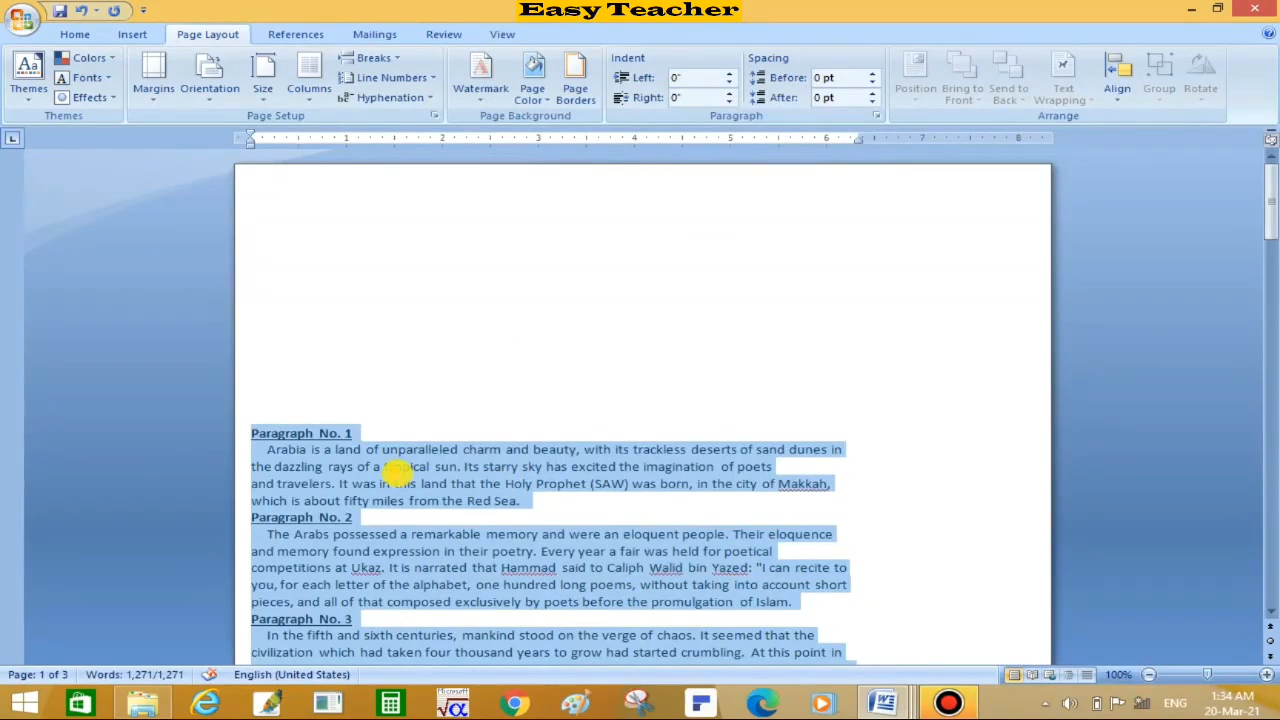 Easy Teacher
Home Insert Page Layout References Mailings Review View
Themes
Colors
Fonts
Effects
Themes
Margins
Orientation
Size
Columns
Breaks
Line Numbers
Hyphenation
Page Setup
Watermark
Page Color
Page Borders
Page Background
Indent
Left: 0"
Right: 0"
Spacing
Before: 0 pt
After: 0 pt
Paragraph
Position
Bring to Front
Send to Back
Text Wrapping
Align
Group
Rotate
Arrange
1 2 3 4 5 6 7 8
Paragraph No. 1
Arabia is a land of unparalleled charm and beauty, with its trackless deserts of sand dunes in
the dazzling rays of a tropical sun. Its starry sky has excited the imagination of poets
and travelers. It was in this land that the Holy Prophet (SAW) was born, in the city of Makkah,
which is about fifty miles from the Red Sea.
Paragraph No. 2
The Arabs possessed a remarkable memory and were an eloquent people. Their eloquence
and memory found expression in their poetry. Every year a fair was held for poetical
competitions at Ukaz. It is narrated that Hammad said to Caliph Walid bin Yazed: "I can recite to
you, for each letter of the alphabet, one hundred long poems, without taking into account short
pieces, and all of that composed exclusively by poets before the promulgation of Islam.
Paragraph No. 3
In the fifth and sixth centuries, mankind stood on the verge of chaos. It seemed that the
civilization which had taken four thousand years to grow had started crumbling. At this point in
Page: 1 of 3 Words: 1,271/1,271 English (United States) 100%
Microsoft
ENG
1:34 AM
20-Mar-21